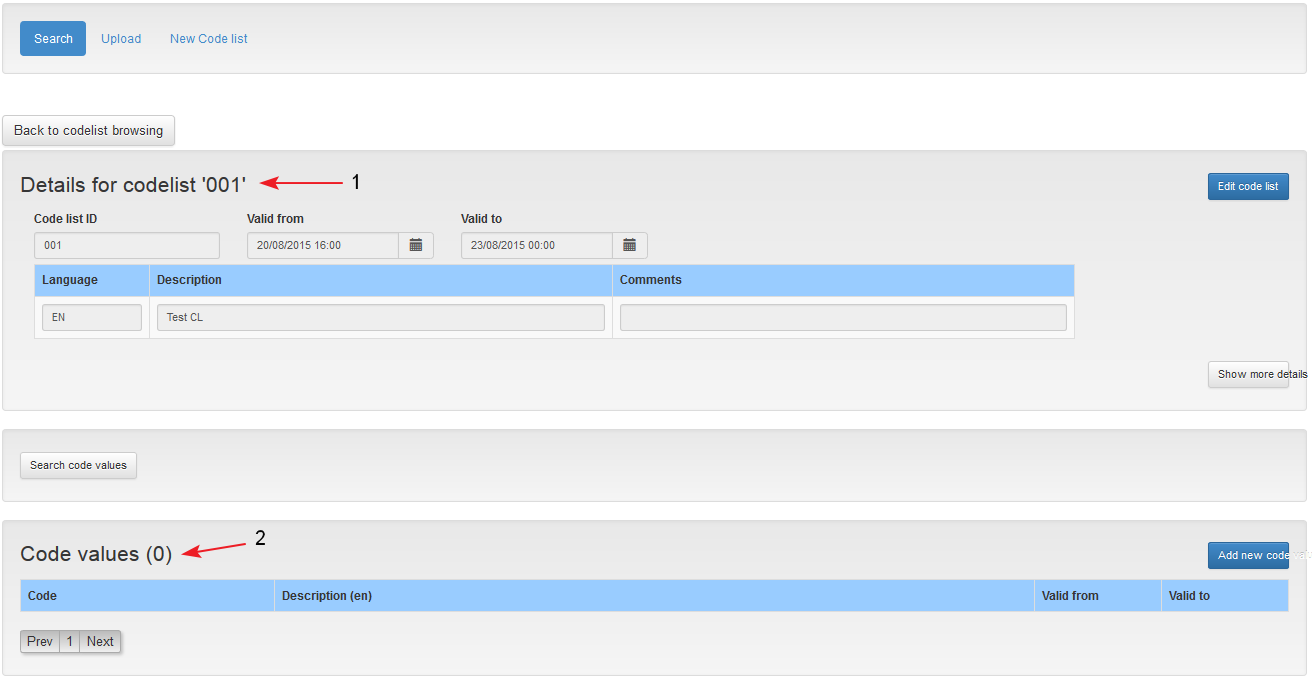 Search Upload New Code list
Back to codelist browsing
Details for codelist '001' 1 Edit code list
Code list ID Valid from Valid to
001 20/08/2015 16:00 23/08/2015 00:00
Language Description Comments
EN Test CL
Show more details
Search code values
Code values (0) 2 Add new code
Code Description (en) Valid from Valid to
Prev 1 Next